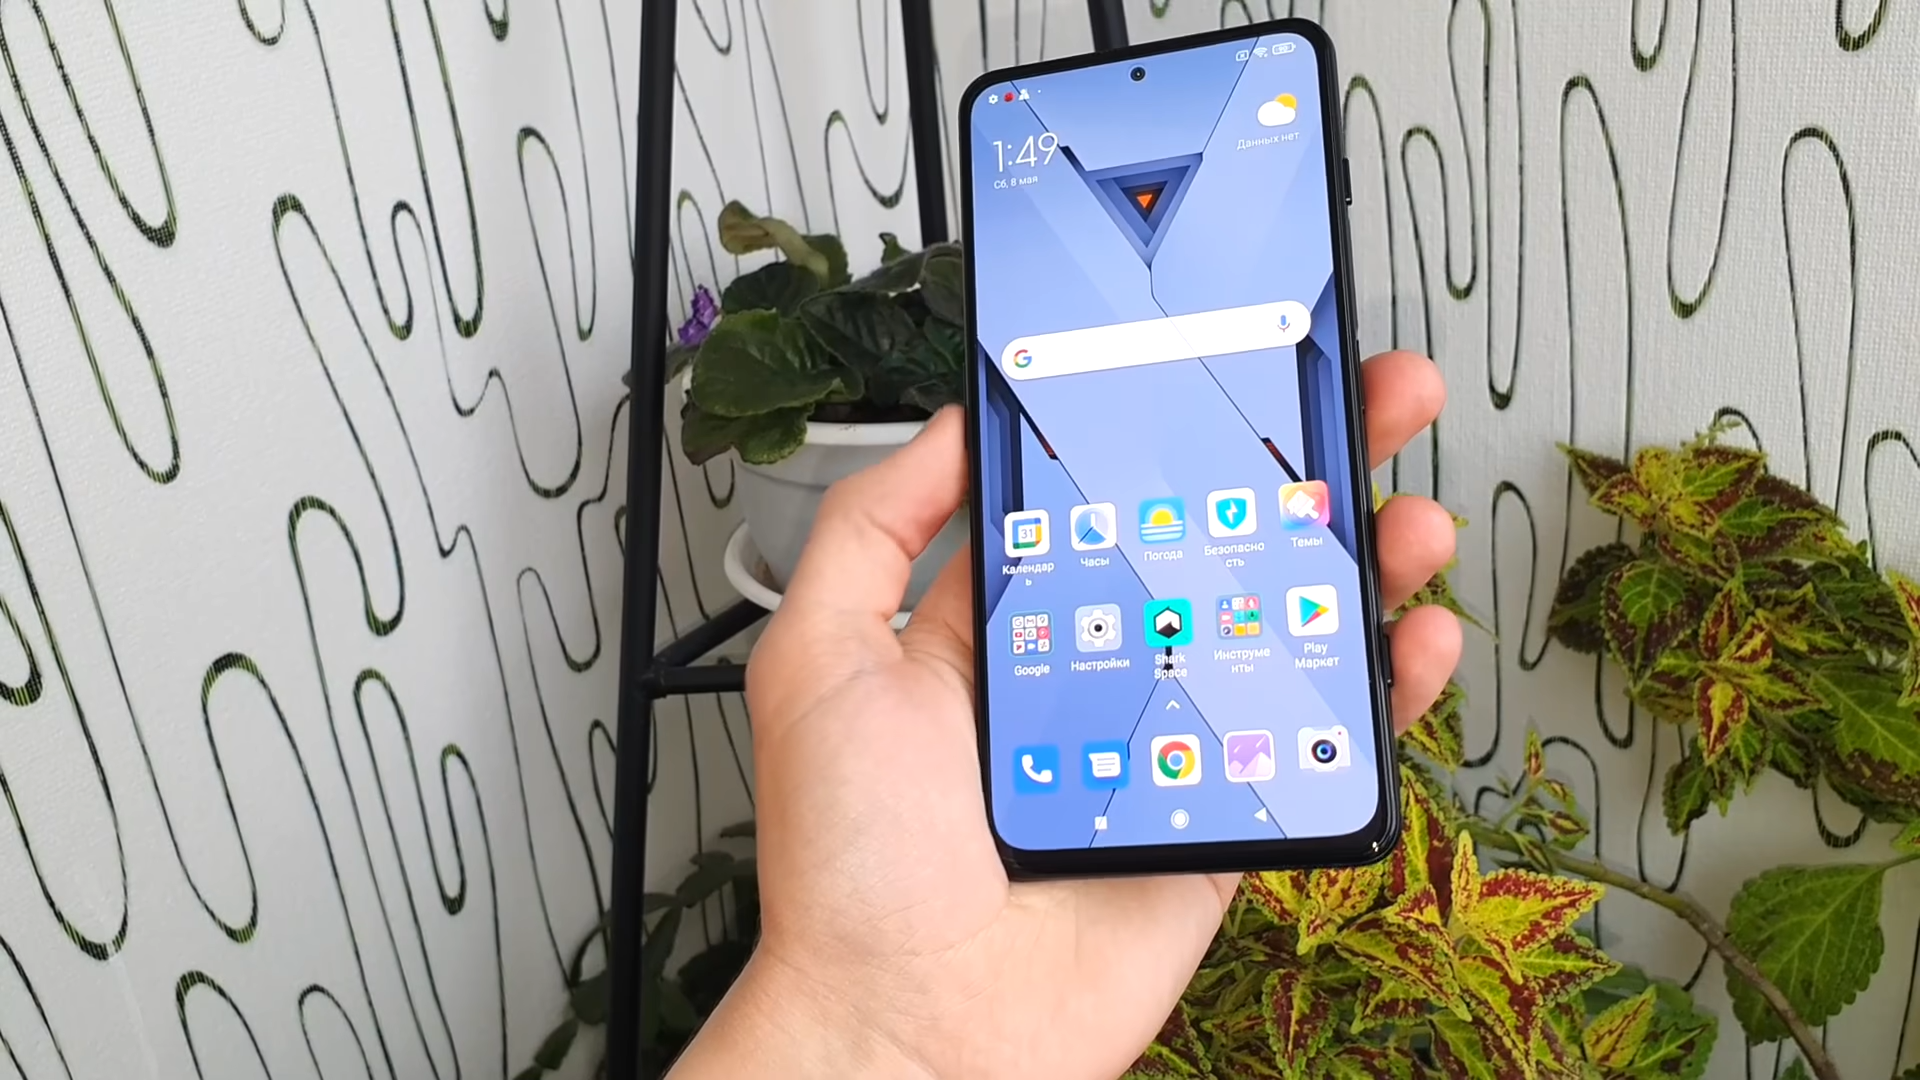 1:49
Сб, 8 мая
Данных нет
31
Календар
ь
Часы
Погода
Безопасно
сть
Темы
Google
Настройки
Shark
Space
Инструме
нты
Play
Маркет